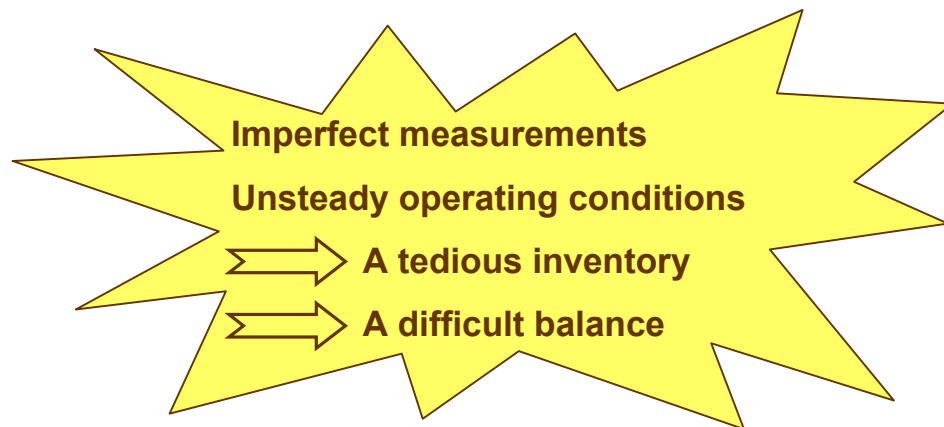 Imperfect measurements
Unsteady operating conditions
A tedious inventory
A difficult balance